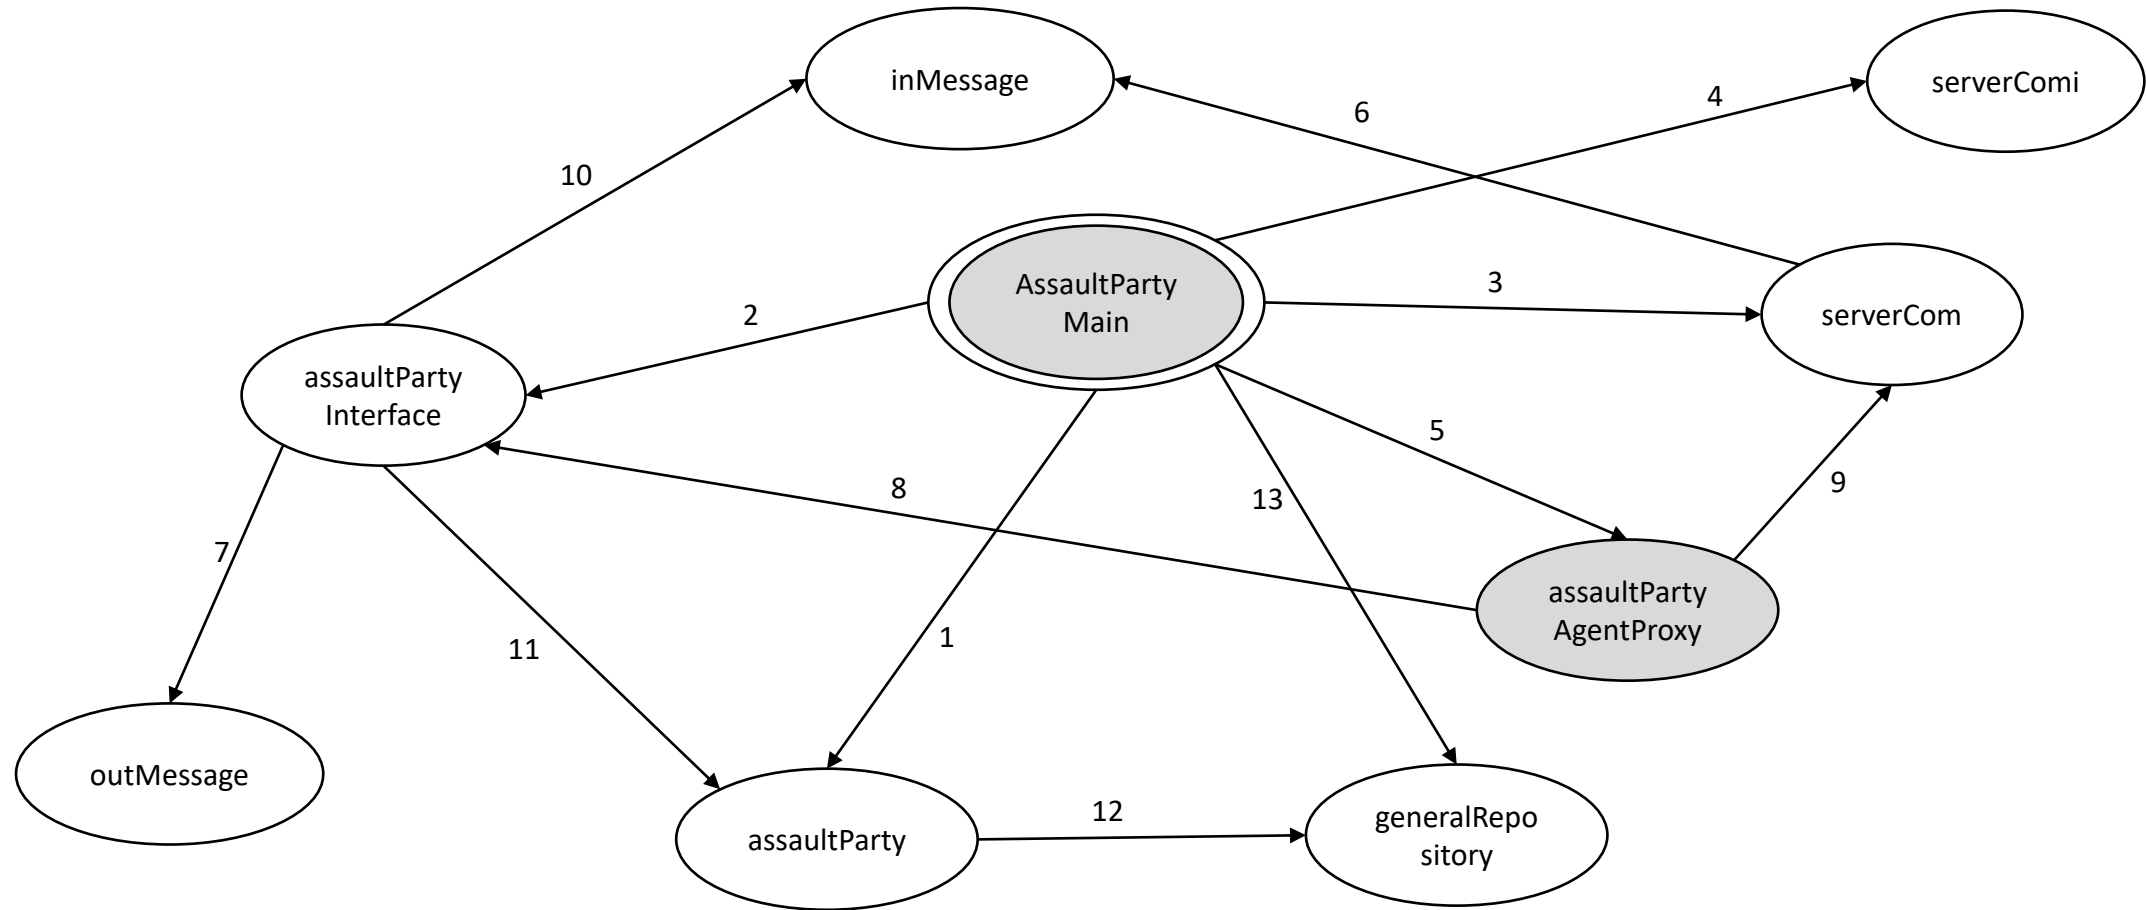 inMessage
serverComi
4
6
10
AssaultParty
Main
3
serverCom
2
assaultParty
Interface
5
8
13
9
7
assaultParty
AgentProxy
11
1
outMessage
12
generalRepo
sitory
assaultParty